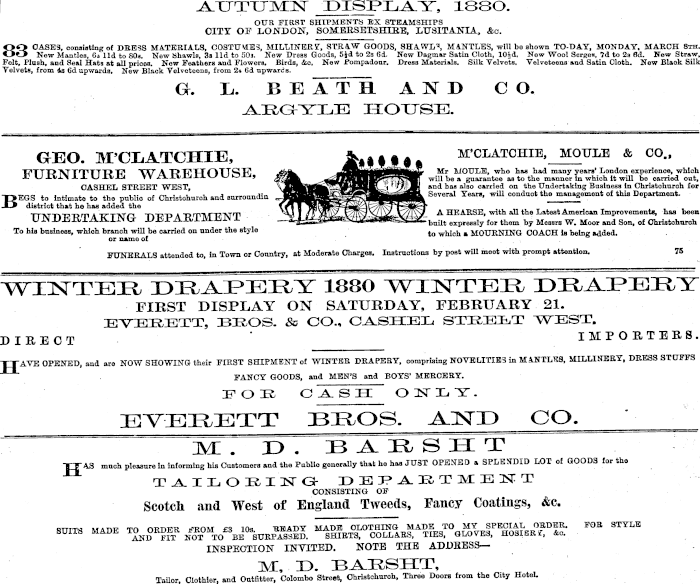 AUTUMN DISPLAY, 1880.
OUR FIRST SHIPMENTS EX STEAMSHIPS
CITY OF LONDON, SOMERSETSHIRE, LUSITANIA, &c.
83 CASES, consisting of DRESS MATERIALS, COSTUMES, MILLINERY, STRAW GOODS, SHAWLS, MANTLES, will be shown TO-DAY, MONDAY, MARCH 8TH.
New Mantles, 6s 11d to 80s. New Shawls, 3s 11d to 50s. New Dress Goods, 5½d to 2s 6d. New Dagmar Satin Cloth, 10½d. New Wool Serges, 7d to 2s 6d. New Straw,
Felt, Plush, and Seal Hats at all prices. New Feathers and Flowers, Birds, &c. New Pompadour. Dress Materials. Silk Velvets. Velveteens and Satin Cloth. New Black Silk
Velvets, from 4s 6d upwards. New Black Velveteens, from 2s 6d upwards.
G. L. BEATH AND CO.
ARGYLE HOUSE.
GEO. M'CLATCHIE,
FURNITURE WAREHOUSE,
CASHEL STREET WEST,
BEGS to intimate to the public of Christchurch and surroundin
district that he has added the
UNDERTAKING DEPARTMENT
To his business, which branch will be carried on under the style
or name of
M'CLATCHIE, MOULE & CO.,
Mr MOULE, who has had many years' London experience, which
will be a guarantee as to the manner in which it will be carried out,
and has also carried on the Undertaking Business in Christchurch for
Several Years, will conduct the management of this Department.
A HEARSE, with all the Latest American Improvements, has been
built expressly for them by Messrs W. Moor and Son, of Christchurch
to which a MOURNING COACH is being added.
FUNERALS attended to, in Town or Country, at Moderate Charges. Instructions by post will meet with prompt attention. 75
WINTER DRAPERY 1880 WINTER DRAPERY
FIRST DISPLAY ON SATURDAY, FEBRUARY 21.
EVERETT, BROS. & CO., CASHEL STREET WEST,
DIRECT IMPORTERS.
HAVE OPENED, and are NOW SHOWING their FIRST SHIPMENT of WINTER DRAPERY, comprising NOVELITIES in MANTLES, MILLINERY, DRESS STUFFS
FANCY GOODS, and MEN'S and BOYS' MERCERY.
FOR CASH ONLY.
EVERETT BROS. AND CO.
M. D. BARSHT
HAS much pleasure in informing his Customers and the Public generally that he has JUST OPENED a SPLENDID LOT of GOODS for the
TAILORING DEPARTMENT
CONSISTING OF
Scotch and West of England Tweeds, Fancy Coatings, &c.
SUITS MADE TO ORDER FROM £3 10s. READY MADE CLOTHING MADE TO MY SPECIAL ORDER. FOR STYLE
AND FIT NOT TO BE SURPASSED. SHIRTS, COLLARS, TIES, GLOVES, HOSIERY, &c.
INSPECTION INVITED. NOTE THE ADDRESS—
M. D. BARSHT,
Tailor, Clothier, and Outfitter, Colombo Street, Christchurch, Three Doors from the City Hotel.